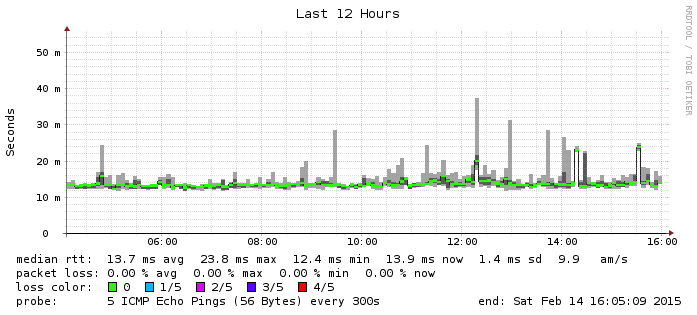 Last 12 Hours
RRDTOOL / TOBI OETIKER
Seconds
50 m
40 m
30 m
20 m
10 m
0
06:00 08:00 10:00 12:00 14:00 16:00
median rtt: 13.7 ms avg 23.8 ms max 12.4 ms min 13.9 ms now 1.4 ms sd 9.9 am/s
packet loss: 0.00 % avg 0.00 % max 0.00 % min 0.00 % now
loss color: 0 1/5 2/5 3/5 4/5
probe: 5 ICMP Echo Pings (56 Bytes) every 300s end: Sat Feb 14 16:05:09 2015